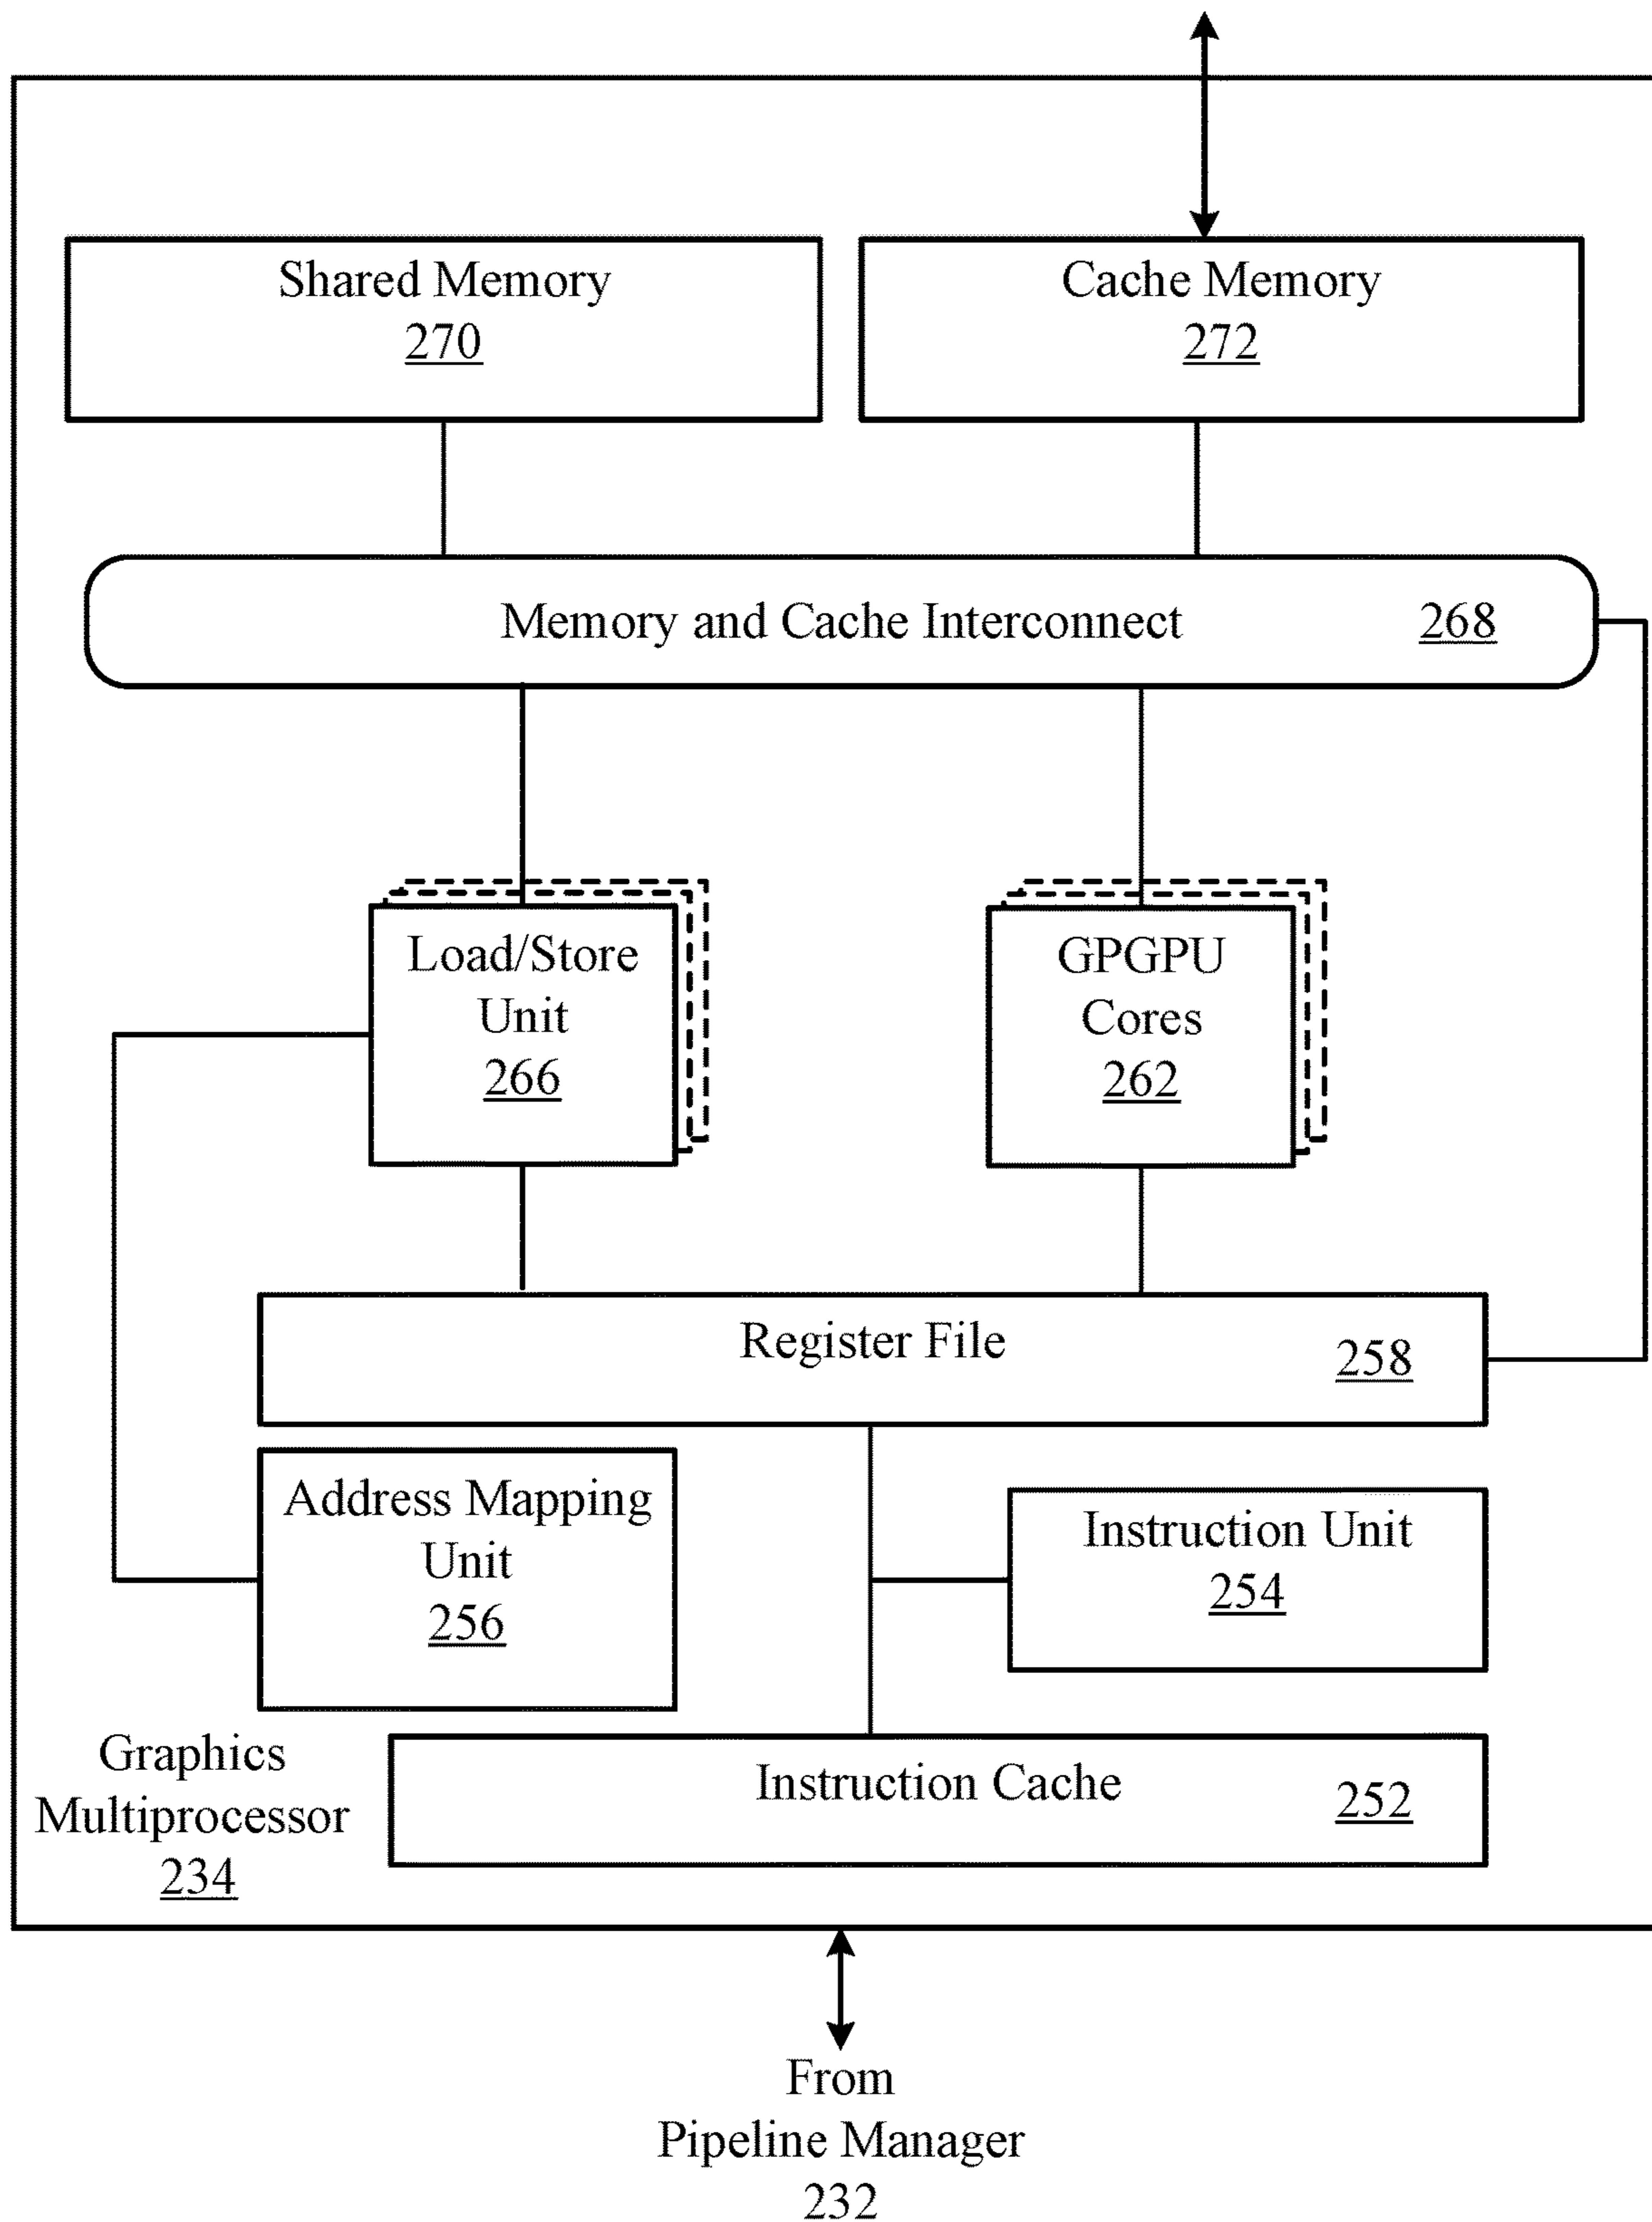 Shared Memory
270
Cache Memory
272
Memory and Cache Interconnect 268
Load/Store
Unit
266
GPGPU
Cores
262
Register File 258
Address Mapping
Unit
256
Instruction Unit
254
Instruction Cache 252
Graphics
Multiprocessor
234
From
Pipeline Manager
232